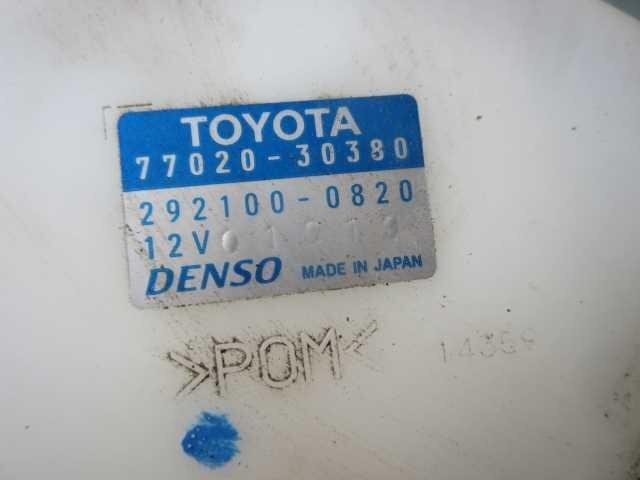 TOYOTA
77020-30380
292100-0820
12V
DENSO MADE IN JAPAN
>POM<